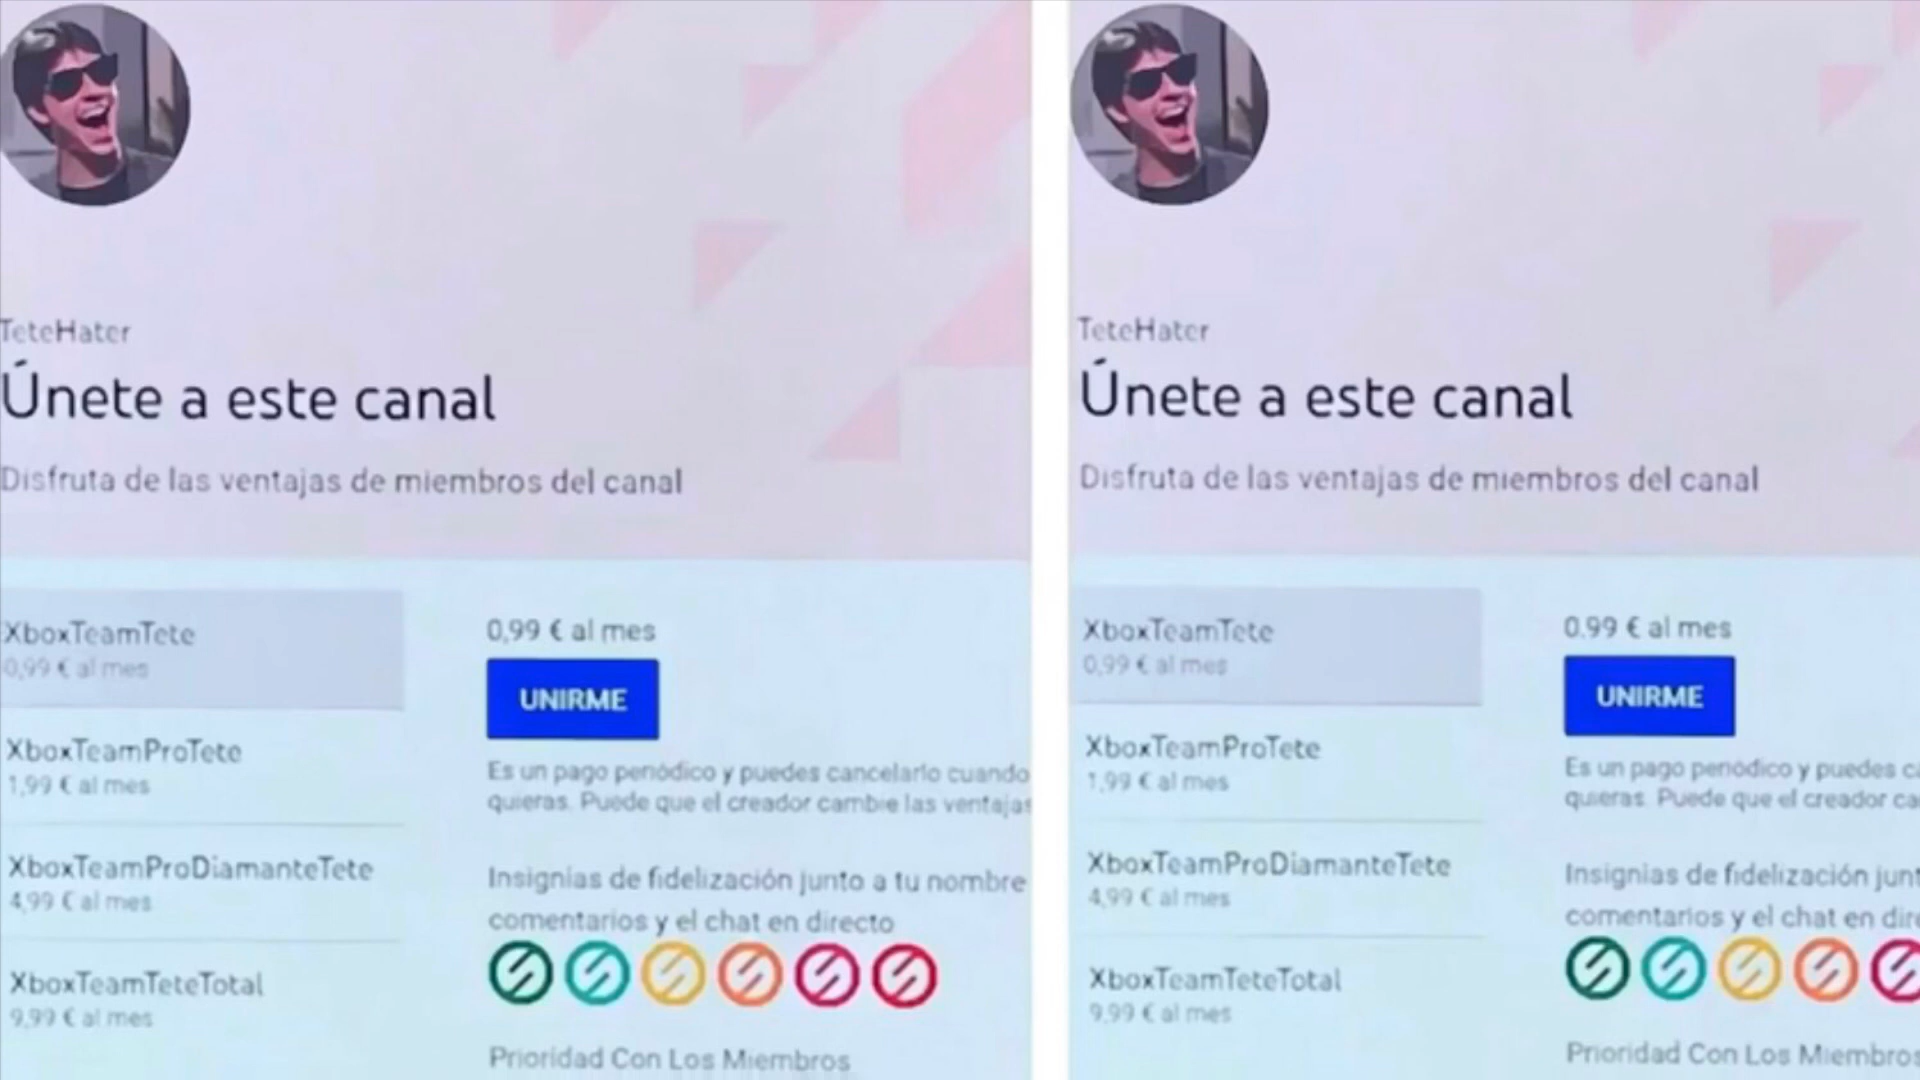 TeteHater
Únete a este canal
Disfruta de las ventajas de miembros del canal
XboxTeamTete
0,99 € al mes
XboxTeamProTete
1,99 € al mes
XboxTeamProDiamanteTete
4,99 € al mes
XboxTeamTeteTotal
9,99 € al mes
0,99 € al mes
UNIRME
Es un pago periódico y puedes cancelarlo cuando
quieras. Puede que el creador cambie las ventajas
Insignias de fidelización junto a tu nombre
comentarios y el chat en directo
Prioridad Con Los Miembros
TeteHater
Únete a este canal
Disfruta de las ventajas de miembros del canal
XboxTeamTete
0,99 € al mes
XboxTeamProTete
1,99 € al mes
XboxTeamProDiamanteTete
4,99 € al mes
XboxTeamTeteTotal
9,99 € al mes
0,99 € al mes
UNIRME
Es un pago periódico y puedes
quieras. Puede que el creador
Insignias de fidelización
comentarios y el chat en
Prioridad Con Los Miembros